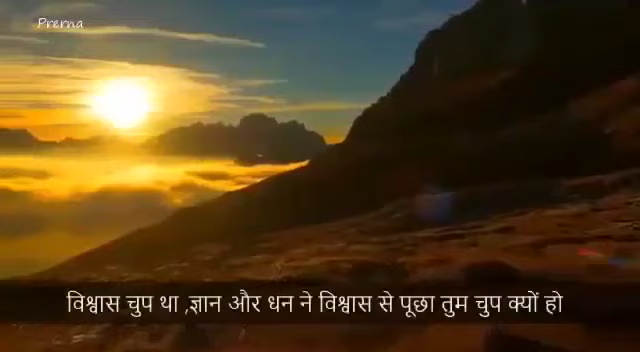 Prerna
विश्वास चुप था ,ज्ञान और धन ने विश्वास से पूछा तुम चुप क्यों हो